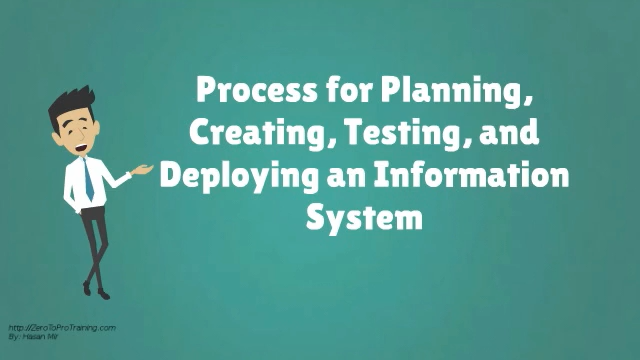 Process for Planning,
Creating, Testing, and
Deploying an Information
System
http://ZeroToProTraining.com
By: Hasan Mir